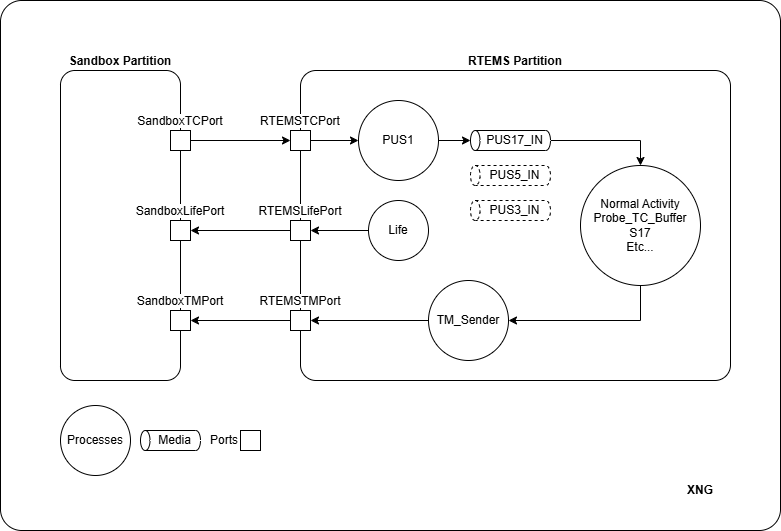 Sandbox Partition
RTEMS Partition
SandboxTCPort
RTEMSTCPort
PUS1
PUS17_IN
PUS5_IN
PUS3_IN
Normal Activity
Probe_TC_Buffer
S17
Etc...
SandboxLifePort
RTEMSLifePort
Life
SandboxTMPort
RTEMSTMPort
TM_Sender
Processes
Media
Ports
XNG